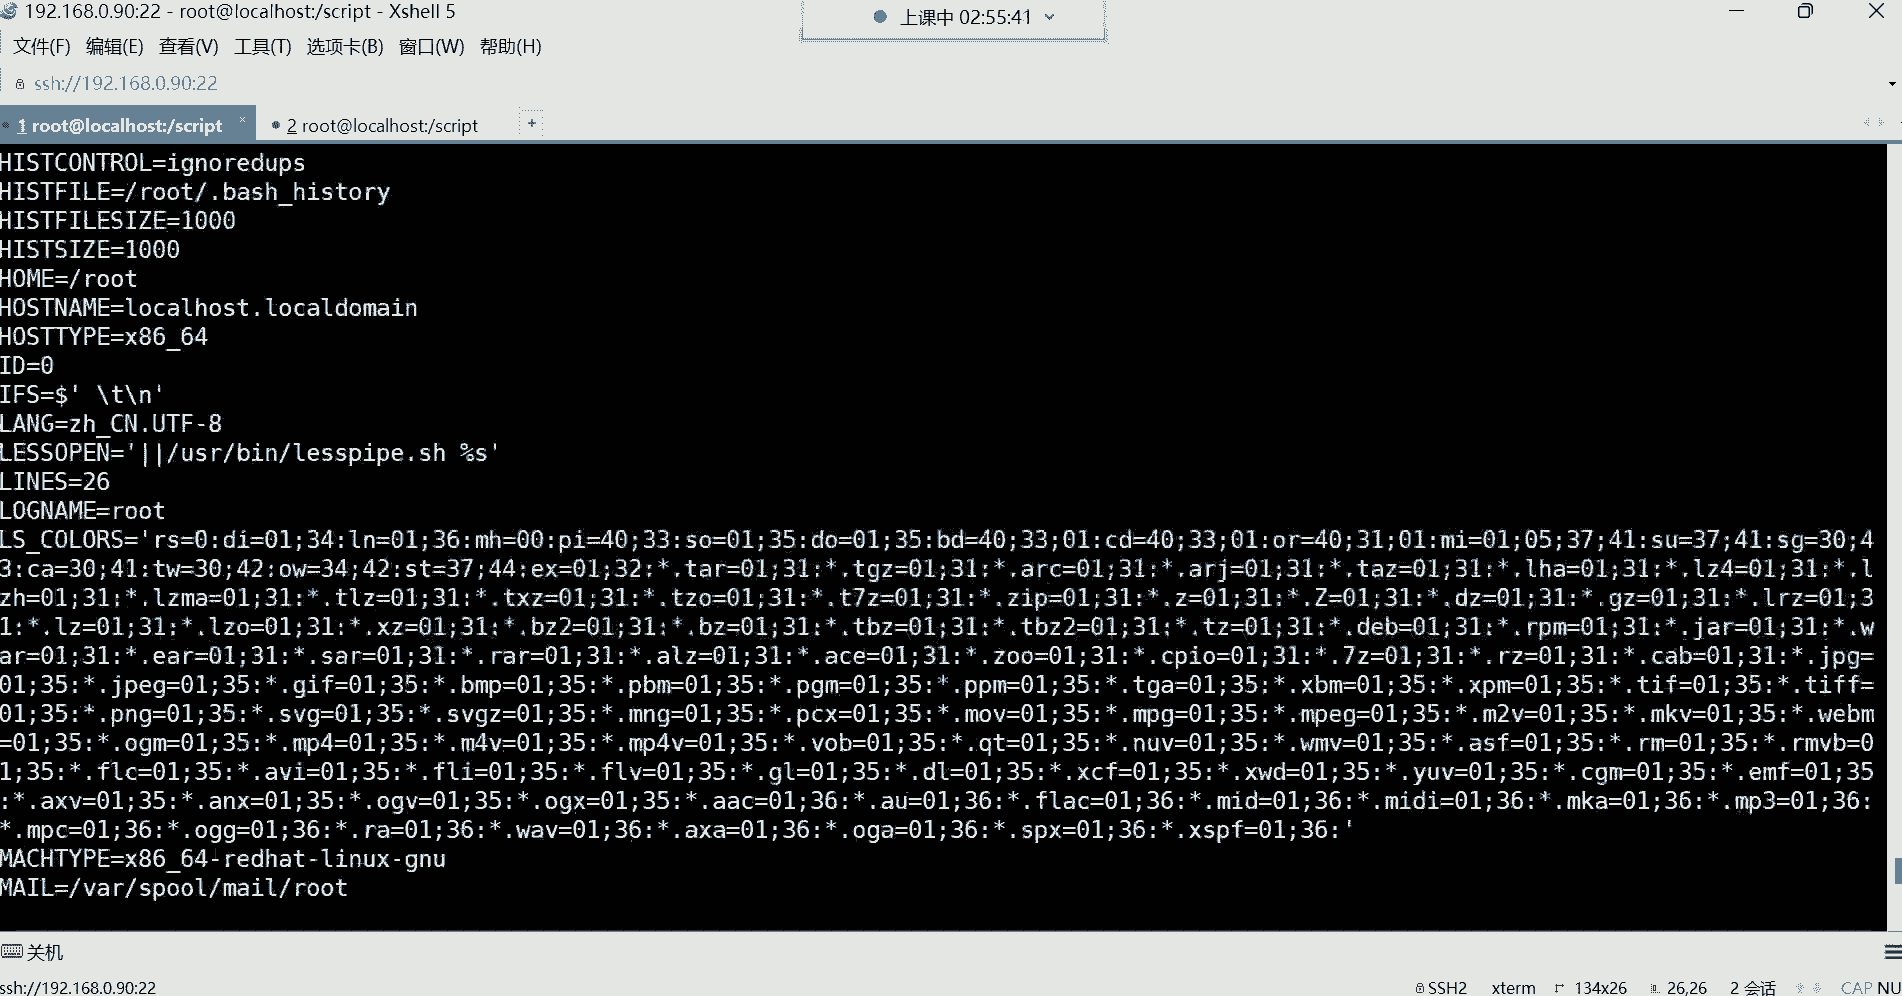 192.168.0.90:22 - root@localhost:/script - Xshell 5
上课中 02:55:41
文件(F) 编辑(E) 查看(V) 工具(T) 选项卡(B) 窗口(W) 帮助(H)
ssh://192.168.0.90:22
1 root@localhost:/script × 2 root@localhost:/script +
HISTCONTROL=ignoredups
HISTFILE=/root/.bash_history
HISTFILESIZE=1000
HISTSIZE=1000
HOME=/root
HOSTNAME=localhost.localdomain
HOSTTYPE=x86_64
ID=0
IFS=$' \t\n'
LANG=zh_CN.UTF-8
LESSOPEN='||/usr/bin/lesspipe.sh %s'
LINES=26
LOGNAME=root
LS_COLORS='rs=0:di=01;34:ln=01;36:mh=00:pi=40;33:so=01;35:do=01;35:bd=40;33;01:cd=40;33;01:or=40;31;01:mi=01;05;37;41:su=37;41:sg=30;4
3:ca=30;41:tw=30;42:ow=34;42:st=37;44:ex=01;32:*.tar=01;31:*.tgz=01;31:*.arc=01;31:*.arj=01;31:*.taz=01;31:*.lha=01;31:*.lz4=01;31:*.l
zh=01;31:*.lzma=01;31:*.tlz=01;31:*.txz=01;31:*.tzo=01;31:*.t7z=01;31:*.zip=01;31:*.z=01;31:*.Z=01;31:*.dz=01;31:*.gz=01;31:*.lrz=01;3
1:*.lz=01;31:*.lzo=01;31:*.xz=01;31:*.bz2=01;31:*.bz=01;31:*.tbz=01;31:*.tbz2=01;31:*.tz=01;31:*.deb=01;31:*.rpm=01;31:*.jar=01;31:*.w
ar=01;31:*.ear=01;31:*.sar=01;31:*.rar=01;31:*.alz=01;31:*.ace=01;31:*.zoo=01;31:*.cpio=01;31:*.7z=01;31:*.rz=01;31:*.cab=01;31:*.jpg=
01;35:*.jpeg=01;35:*.gif=01;35:*.bmp=01;35:*.pbm=01;35:*.pgm=01;35:*.ppm=01;35:*.tga=01;35:*.xbm=01;35:*.xpm=01;35:*.tif=01;35:*.tiff=
01;35:*.png=01;35:*.svg=01;35:*.svgz=01;35:*.mng=01;35:*.pcx=01;35:*.mov=01;35:*.mpg=01;35:*.mpeg=01;35:*.m2v=01;35:*.mkv=01;35:*.webm
=01;35:*.ogm=01;35:*.mp4=01;35:*.m4v=01;35:*.mp4v=01;35:*.vob=01;35:*.qt=01;35:*.nuv=01;35:*.wmv=01;35:*.asf=01;35:*.rm=01;35:*.rmvb=0
1;35:*.flc=01;35:*.avi=01;35:*.fli=01;35:*.flv=01;35:*.gl=01;35:*.dl=01;35:*.xcf=01;35:*.xwd=01;35:*.yuv=01;35:*.cgm=01;35:*.emf=01;35
:*.axv=01;35:*.anx=01;35:*.ogv=01;35:*.ogx=01;35:*.aac=01;36:*.au=01;36:*.flac=01;36:*.mid=01;36:*.midi=01;36:*.mka=01;36:*.mp3=01;36:
*.mpc=01;36:*.ogg=01;36:*.ra=01;36:*.wav=01;36:*.axa=01;36:*.oga=01;36:*.spx=01;36:*.xspf=01;36:'
MACHTYPE=x86_64-redhat-linux-gnu
MAIL=/var/spool/mail/root
关机
ssh://192.168.0.90:22 SSH2 xterm 134x26 26,26 2 会话 CAP NU